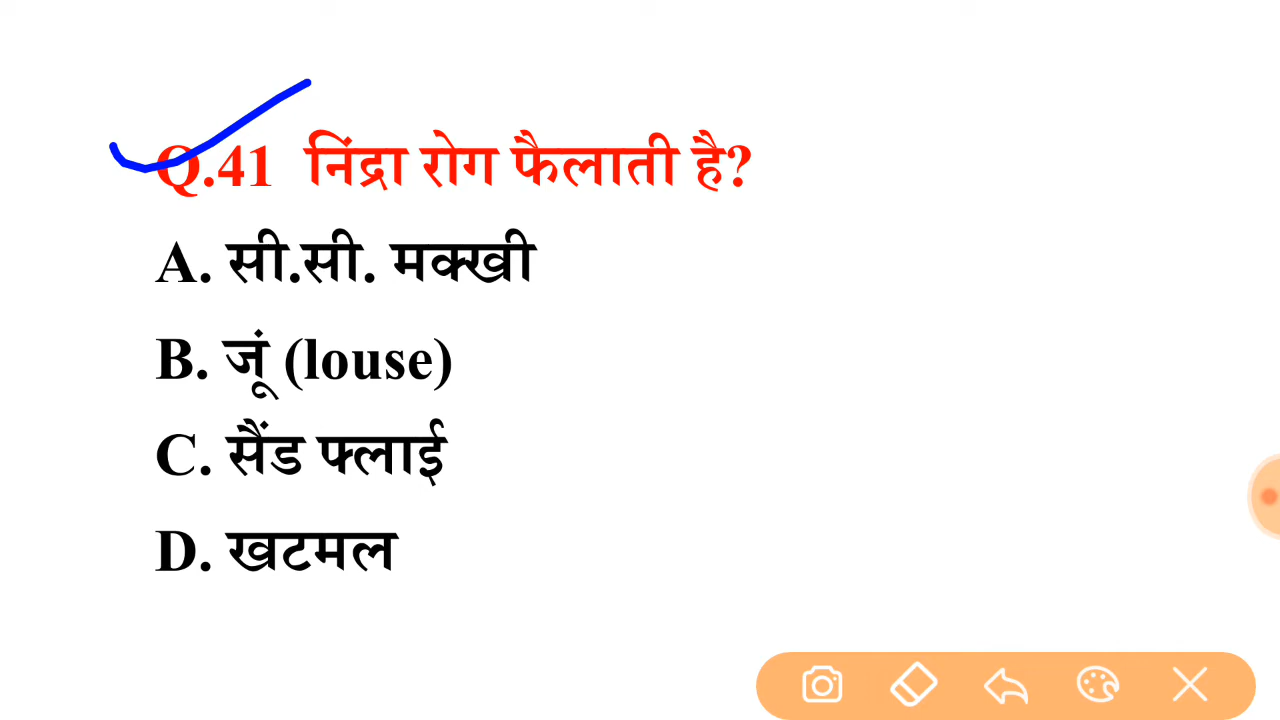 Q.41 निंद्रा रोग फैलाती है?
A. सी.सी. मक्खी
B. जूं (louse)
C. सैंड फ्लाई
D. खटमल